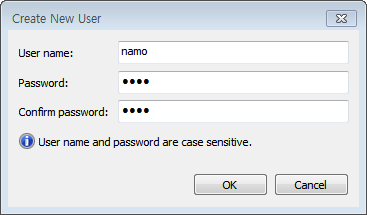 Create New User
User name:
namo
Password:
●●●●
Confirm password:
●●●●
User name and password are case sensitive.
OK
Cancel